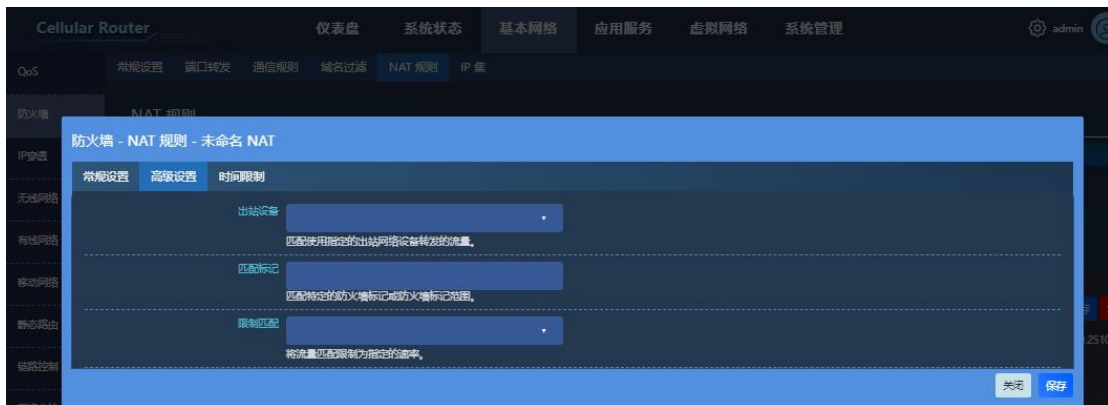 Cellular Router 仪表盘 系统状态 基本网络 应用服务 虚拟网络 系统管理 admin
QoS 常规设置 端口转发 通信规则 域名过滤 NAT 规则 IP 集
防火墙 NAT 规则
防火墙 - NAT 规则 - 未命名 NAT
IP穿透
常规设置 高级设置 时间限制
无线网络
出站设备
有线网络
匹配使用指定的出站网络设备转发的流量。
匹配标记
移动网络
匹配特定的防火墙标记或防火墙标记范围。
静态路由
限制匹配
将流量匹配限制为指定的速率。
链路控制
关闭 保存